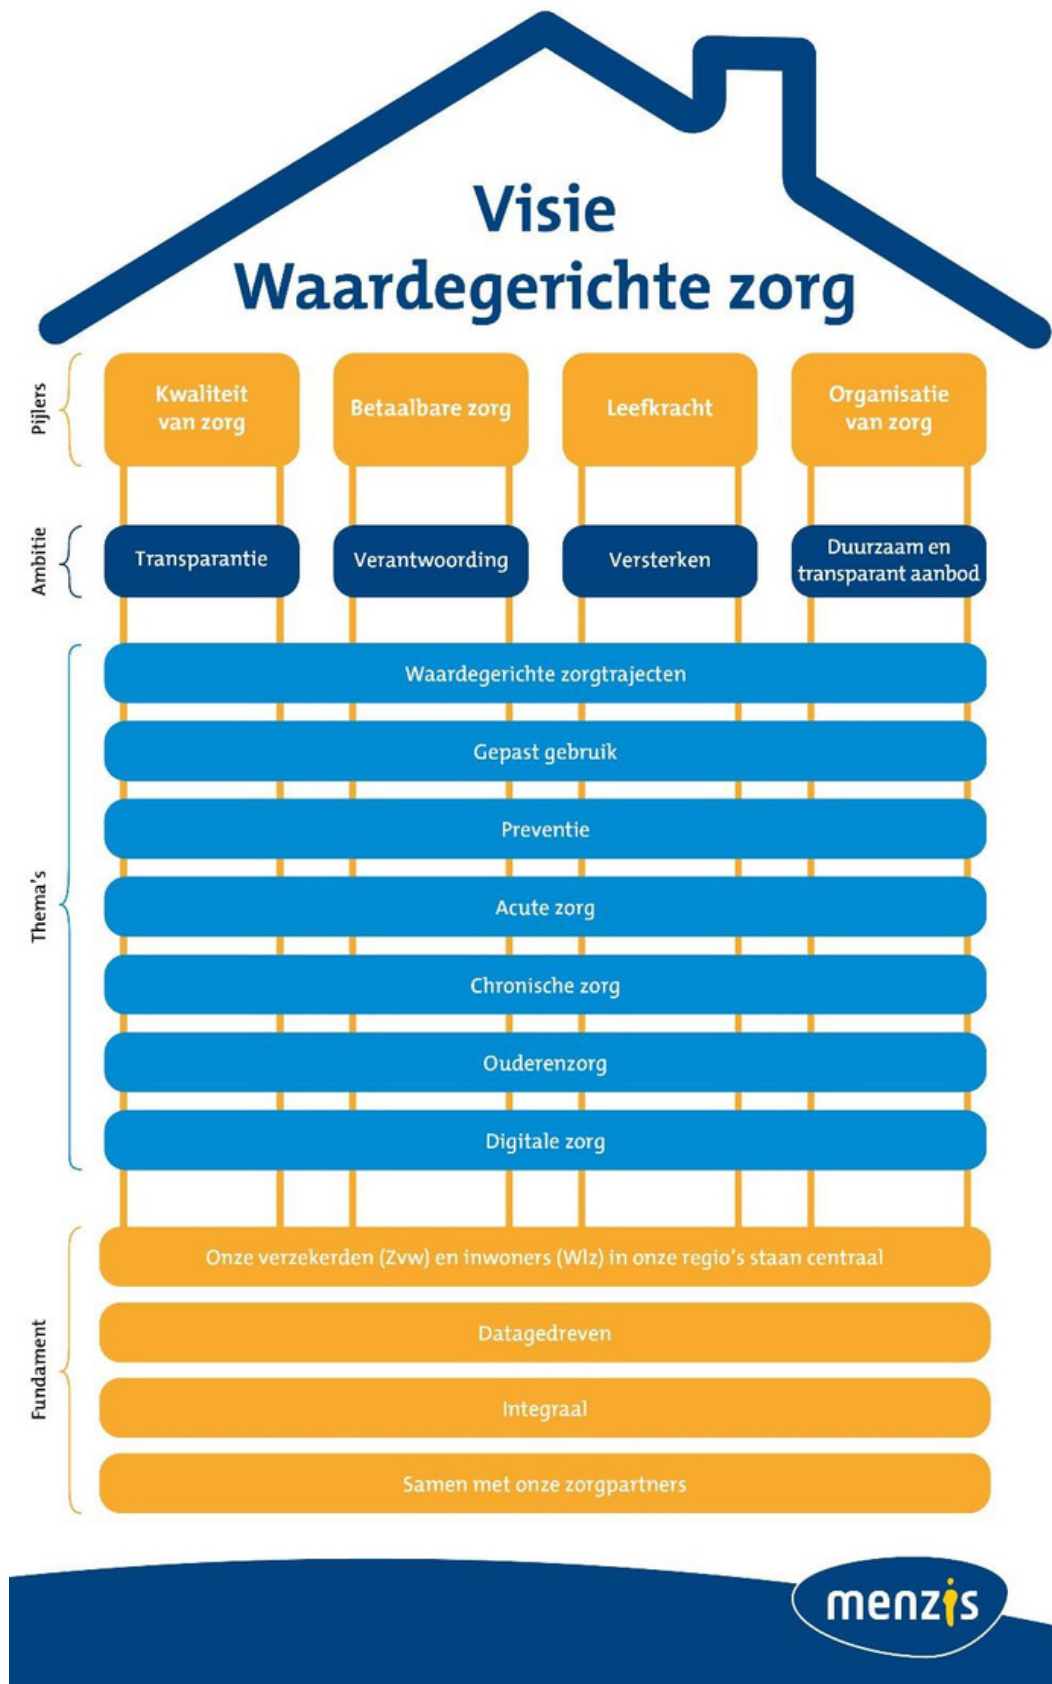 Visie
Waardegerichte zorg
Pijlers
Kwaliteit
van zorg
Betaalbare zorg
Leefkracht
Organisatie
van zorg
Ambitie
Transparantie
Verantwoording
Versterken
Duurzaam en
transparant aanbod
Thema's
Waardegerichte zorgtrajecten
Gepast gebruik
Preventie
Acute zorg
Chronische zorg
Ouderenzorg
Digitale zorg
Fundament
Onze verzekerden (Zvw) en inwoners (Wlz) in onze regio's staan centraal
Datagedreven
Integraal
Samen met onze zorgpartners
menzis